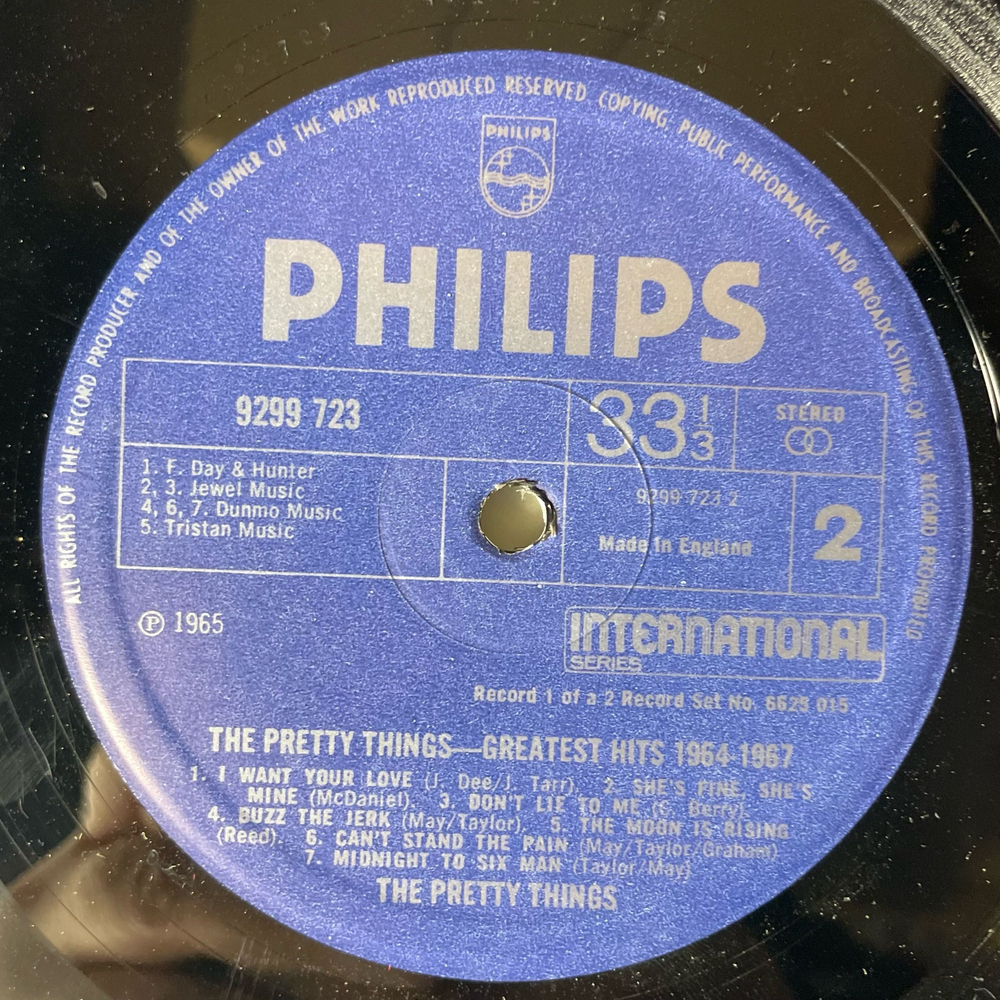 ALL RIGHTS OF THE RECORD PRODUCER AND OF THE OWNER OF THE WORK REPRODUCED RESERVED. COPYING, PUBLIC PERFORMANCE AND BROADCASTING OF THIS RECORD PROHIBITED
PHILIPS
PHILIPS
9299 723
33 1/3
STEREO
1. F. Day & Hunter
2, 3. Jewel Music
4, 6, 7. Dunmo Music
5. Tristan Music
9299 723 2
Made in England
2
℗ 1965
INTERNATIONAL
SERIES
Record 1 of a 2 Record Set No. 6625 015
THE PRETTY THINGS—GREATEST HITS 1964-1967
1. I WANT YOUR LOVE (J. Dee/J. Tarr). 2. SHE'S FINE, SHE'S
MINE (McDaniel). 3. DON'T LIE TO ME (C. Berry).
4. BUZZ THE JERK (May/Taylor). 5. THE MOON IS RISING
(Reed). 6. CAN'T STAND THE PAIN (May/Taylor/Graham)
7. MIDNIGHT TO SIX MAN (Taylor/May)
THE PRETTY THINGS